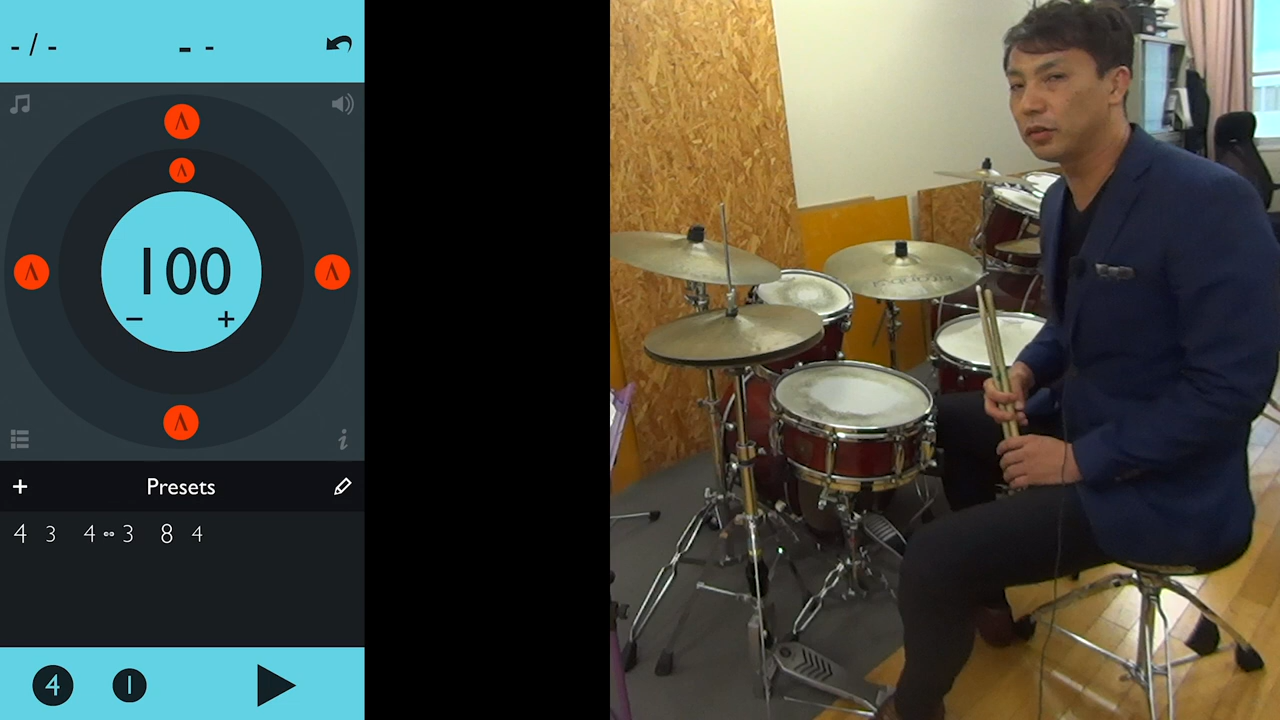 - / - - -
100
- +
+ Presets
4 3 4 3 8 4
4 1